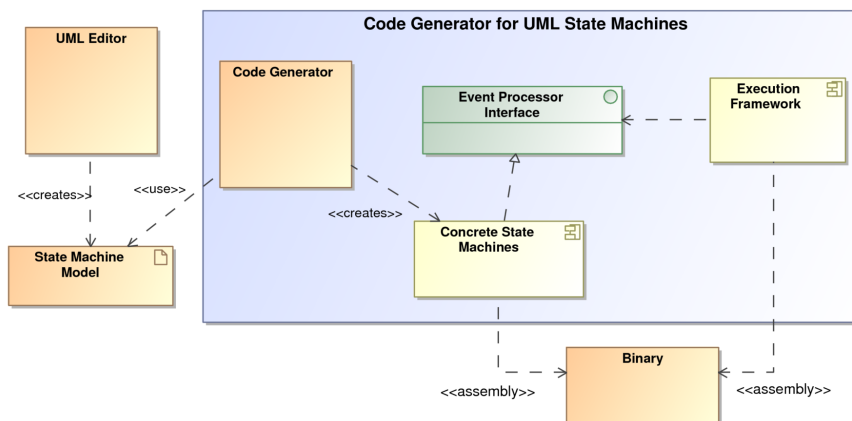 Code Generator for UML State Machines
UML Editor
Code Generator
Event Processor
Interface
Execution
Framework
<<creates>>
<<use>>
<<creates>>
State Machine
Model
Concrete State
Machines
Binary
<<assembly>>
<<assembly>>